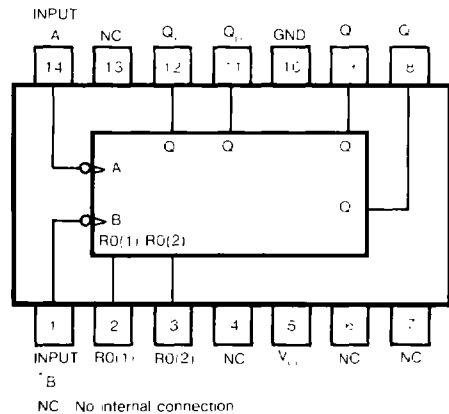 INPUT
A NC Q GND Q Q
14 13 12 11 10 8
Q Q Q
A
Q
B
R0(1) R0(2)
1 2 3 4 5 6 7
INPUT R0(1) R0(2) NC V NC NC
B
NC No internal connection